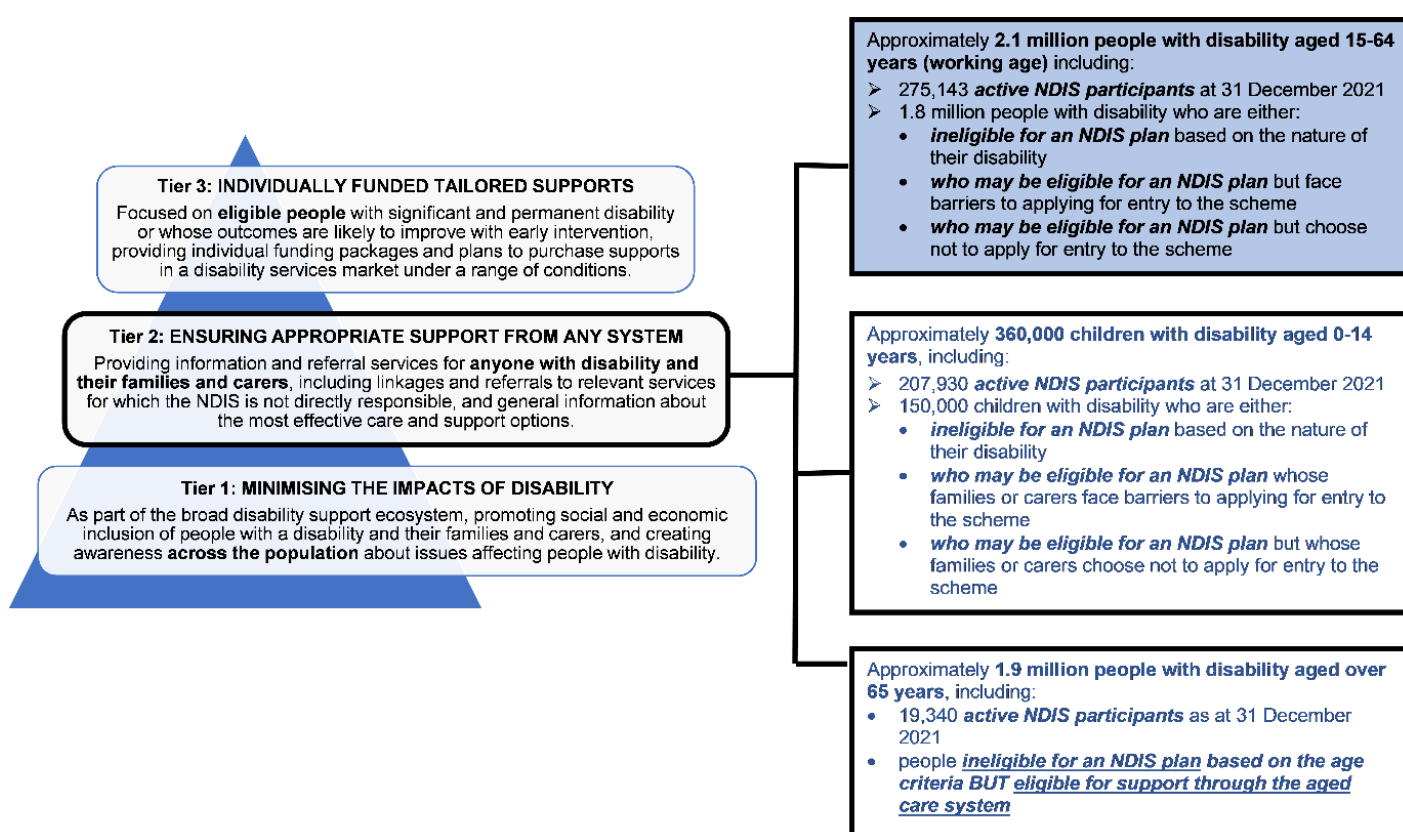 Tier 3: INDIVIDUALLY FUNDED TAILORED SUPPORTS
Focused on eligible people with significant and permanent disability
or whose outcomes are likely to improve with early intervention,
providing individual funding packages and plans to purchase supports
in a disability services market under a range of conditions.
Tier 2: ENSURING APPROPRIATE SUPPORT FROM ANY SYSTEM
Providing information and referral services for anyone with disability and
their families and carers, including linkages and referrals to relevant services
for which the NDIS is not directly responsible, and general information about
the most effective care and support options.
Tier 1: MINIMISING THE IMPACTS OF DISABILITY
As part of the broad disability support ecosystem, promoting social and economic
inclusion of people with a disability and their families and carers, and creating
awareness across the population about issues affecting people with disability.
Approximately 2.1 million people with disability aged 15-64
years (working age) including:
➢ 275,143 active NDIS participants at 31 December 2021
➢ 1.8 million people with disability who are either:
• ineligible for an NDIS plan based on the nature of
their disability
• who may be eligible for an NDIS plan but face
barriers to applying for entry to the scheme
• who may be eligible for an NDIS plan but choose
not to apply for entry to the scheme
Approximately 360,000 children with disability aged 0-14
years, including:
➢ 207,930 active NDIS participants at 31 December 2021
➢ 150,000 children with disability who are either:
• ineligible for an NDIS plan based on the nature of
their disability
• who may be eligible for an NDIS plan whose
families or carers face barriers to applying for entry to
the scheme
• who may be eligible for an NDIS plan but whose
families or carers choose not to apply for entry to the
scheme
Approximately 1.9 million people with disability aged over
65 years, including:
• 19,340 active NDIS participants as at 31 December
2021
• people ineligible for an NDIS plan based on the age
criteria BUT eligible for support through the aged
care system